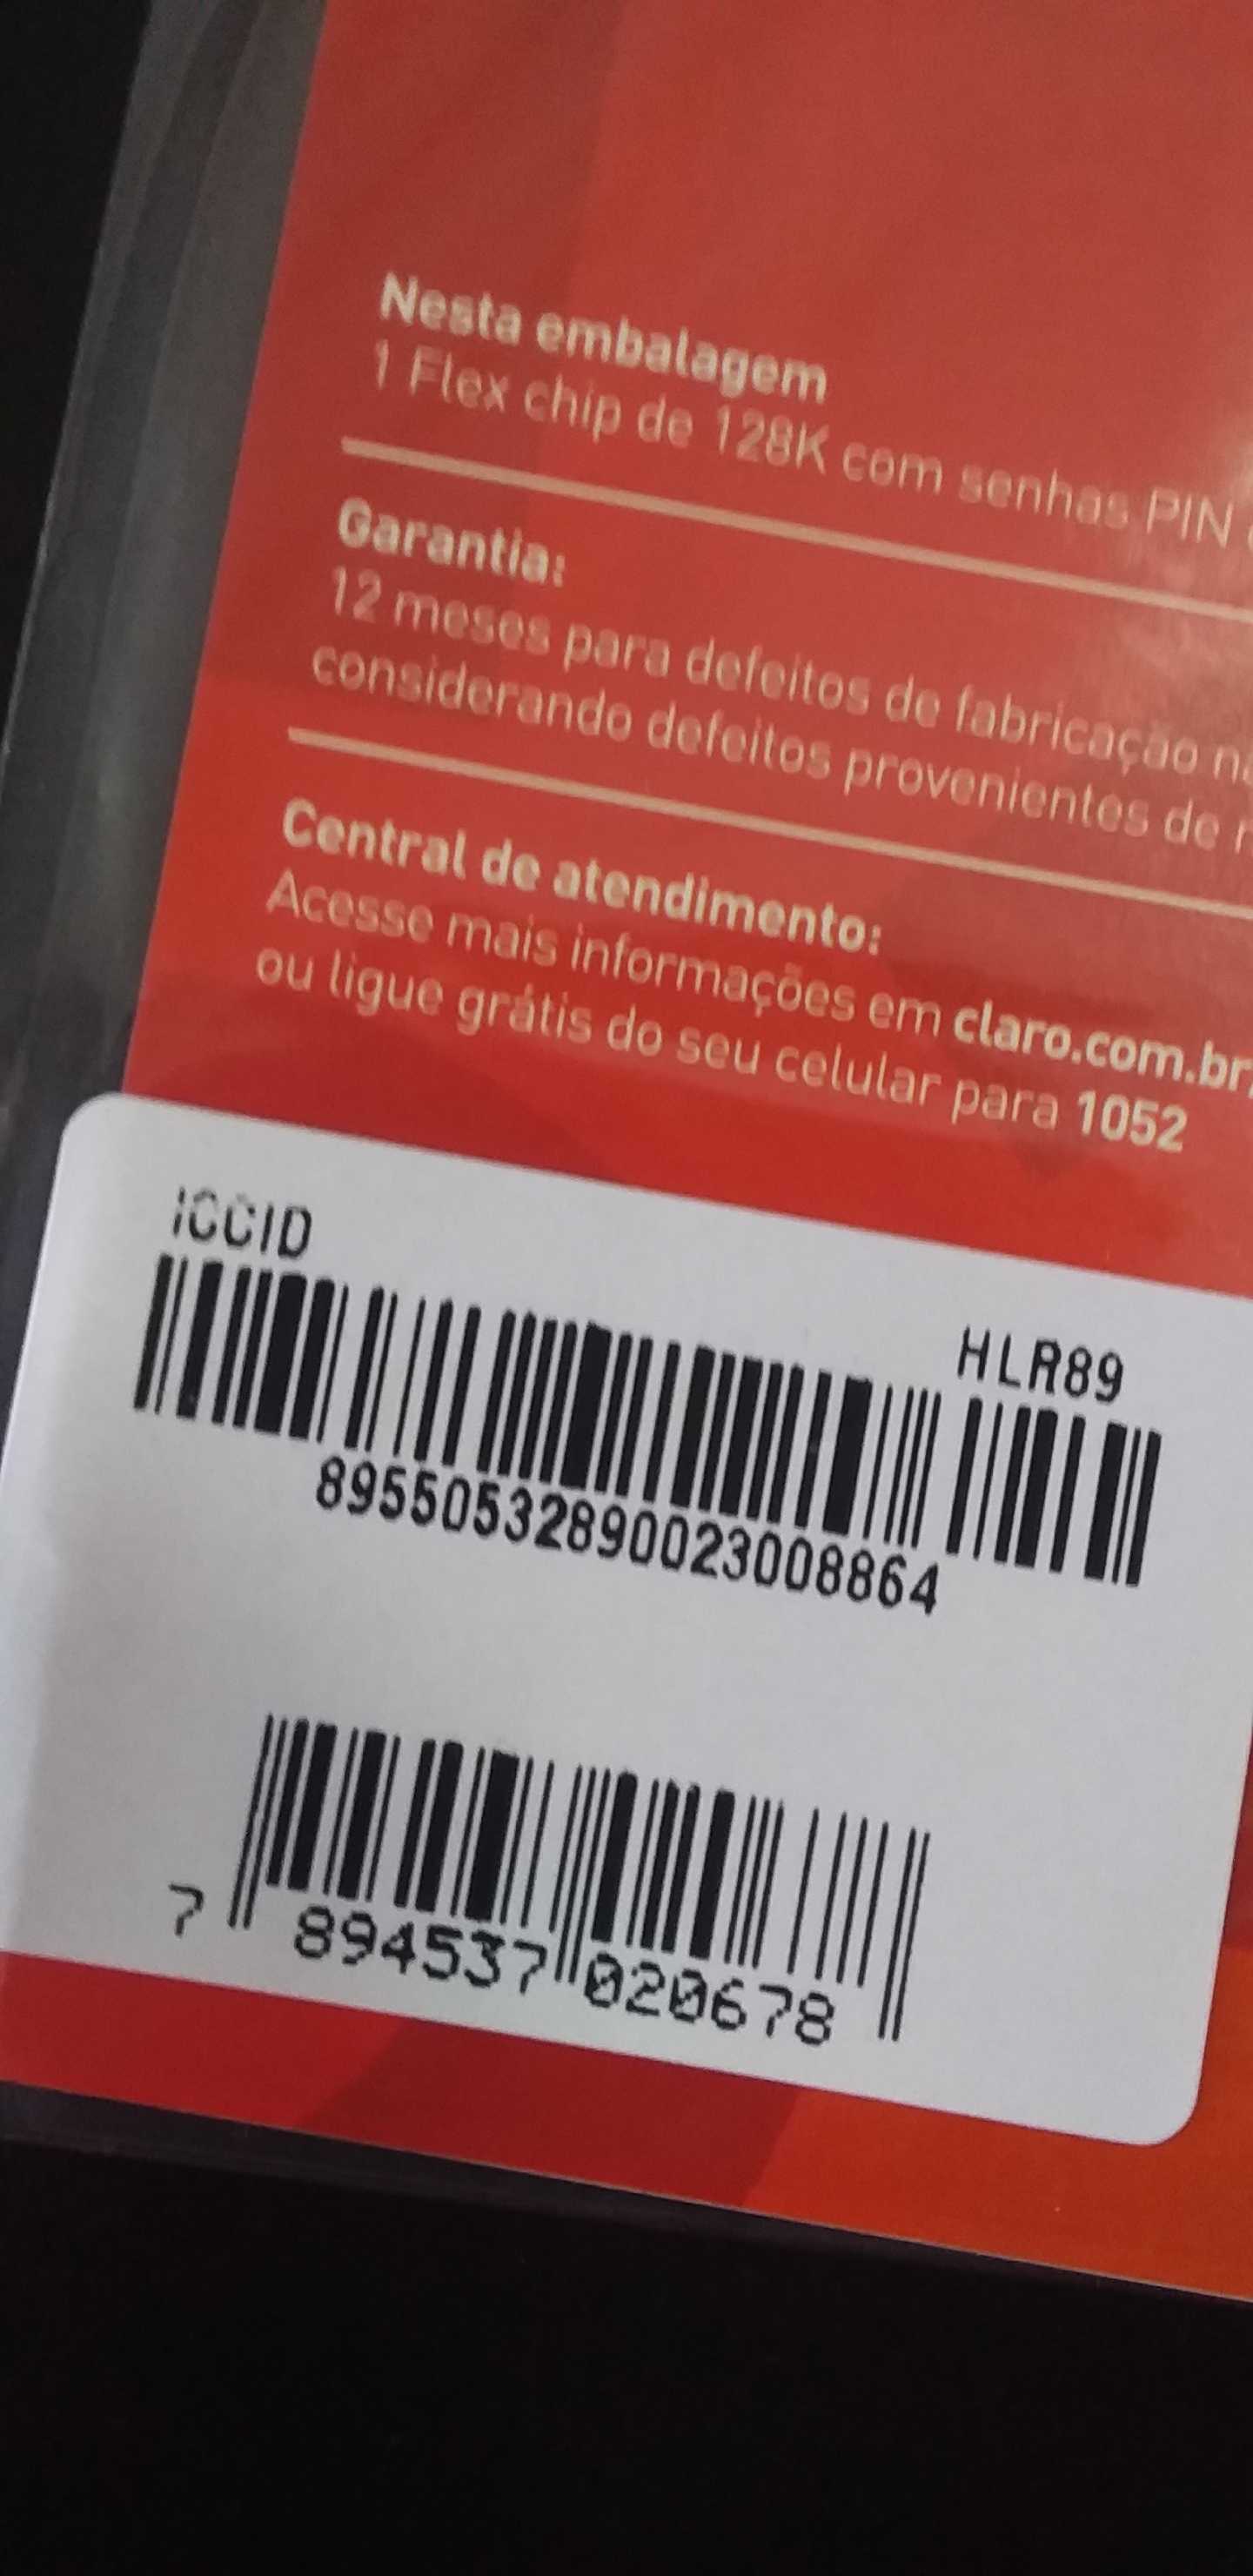 Nesta embalagem
1 Flex chip de 128K com senhas PIN
Garantia:
12 meses para defeitos de fabricação
considerando defeitos provenientes de
Central de atendimento:
Acesse mais informações em claro.com.br
ou ligue grátis do seu celular para 1052
ICCID
HLR89
89550532890023008864
7 894537 020678